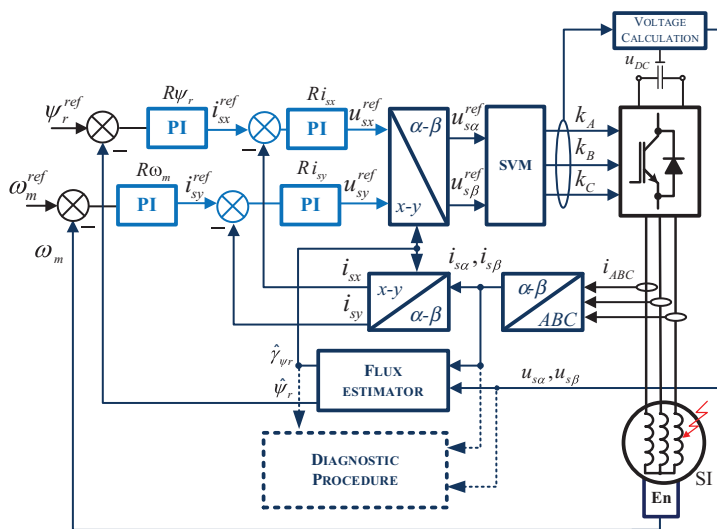 VOLTAGE
CALCULATION
u_DC
Rψ_r
i_sx^ref
Ri_sx
u_sx^ref
ψ_r^ref
PI
PI
α-β
x-y
u_sα^ref
u_sβ^ref
SVM
k_A
k_B
k_C
Rω_m
i_sy^ref
Ri_sy
u_sy^ref
ω_m^ref
PI
PI
ω_m
i_sx
i_sy
x-y
α-β
i_sα, i_sβ
α-β
ABC
i_ABC
γ̂_ψr
ψ̂_r
FLUX
ESTIMATOR
u_sα, u_sβ
DIAGNOSTIC
PROCEDURE
SI
En